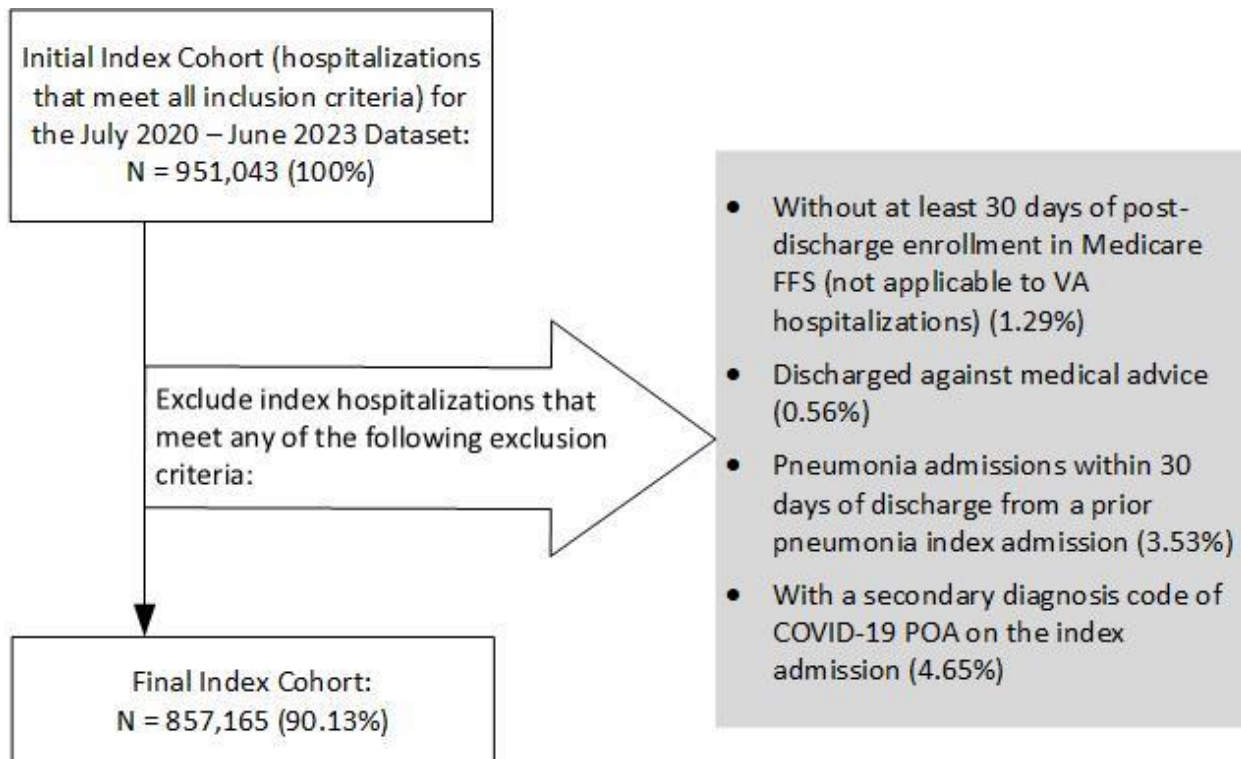 Initial Index Cohort (hospitalizations
that meet all inclusion criteria) for
the July 2020 – June 2023 Dataset:
N = 951,043 (100%)
Exclude index hospitalizations that
meet any of the following exclusion
criteria:
• Without at least 30 days of post-
discharge enrollment in Medicare
FFS (not applicable to VA
hospitalizations) (1.29%)
• Discharged against medical advice
(0.56%)
• Pneumonia admissions within 30
days of discharge from a prior
pneumonia index admission (3.53%)
• With a secondary diagnosis code of
COVID-19 POA on the index
admission (4.65%)
Final Index Cohort:
N = 857,165 (90.13%)